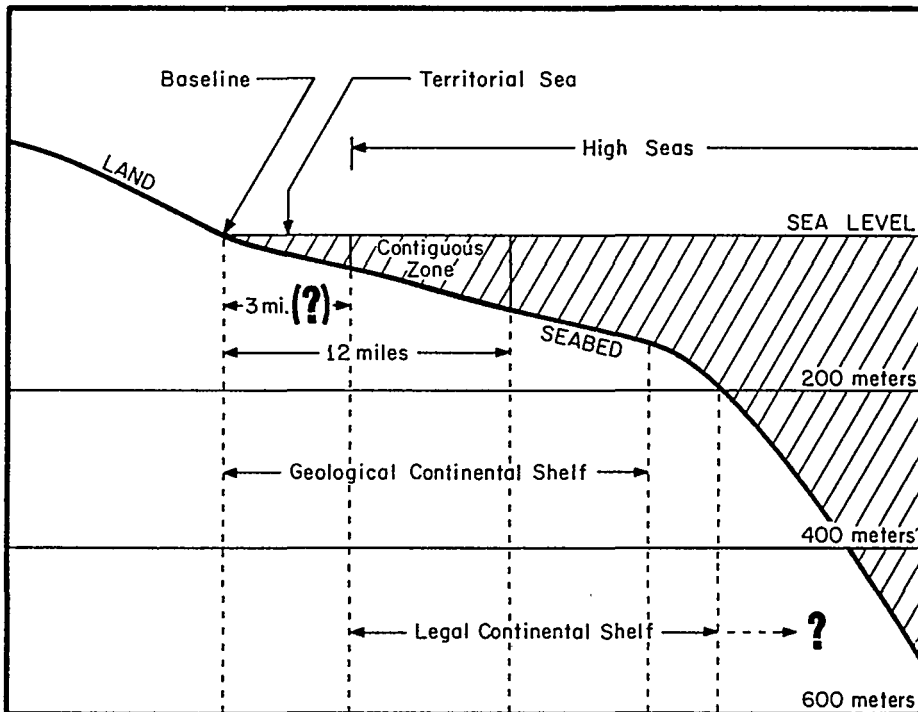 Baseline
Territorial Sea
High Seas
LAND
SEA LEVEL
Contiguous
Zone
3 mi. (?)
SEABED
12 miles
200 meters
Geological Continental Shelf
400 meters
Legal Continental Shelf
?
600 meters